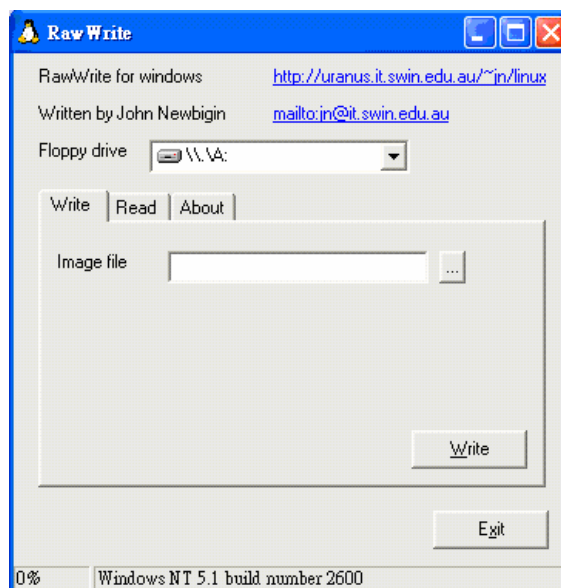 Raw Write
RawWrite for windows http://uranus.it.swin.edu.au/~jn/linux
Written by John Newbigin mailto:jn@it.swin.edu.au
Floppy drive \\.\A:
Write Read About
Image file ...
Write
Exit
0% Windows NT 5.1 build number 2600